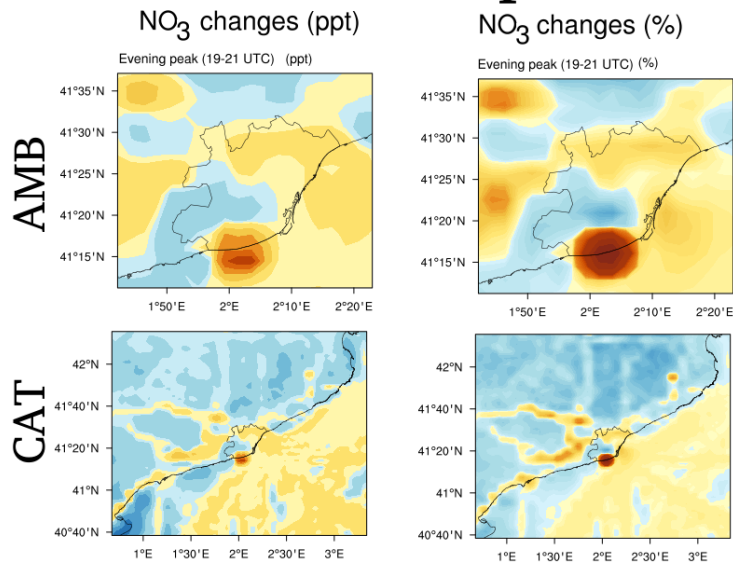 NO3 changes (ppt)
NO3 changes (%)
Evening peak (19-21 UTC) (ppt)
Evening peak (19-21 UTC) (%)
AMB
41°35'N
41°30'N
41°25'N
41°20'N
41°15'N
1°50'E 2°E 2°10'E 2°20'E
41°35'N
41°30'N
41°25'N
41°20'N
41°15'N
1°50'E 2°E 2°10'E 2°20'E
CAT
42°N
41°40'N
41°20'N
41°N
40°40'N
1°E 1°30'E 2°E 2°30'E 3°E
42°N
41°40'N
41°20'N
41°N
40°40'N
1°E 1°30'E 2°E 2°30'E 3°E